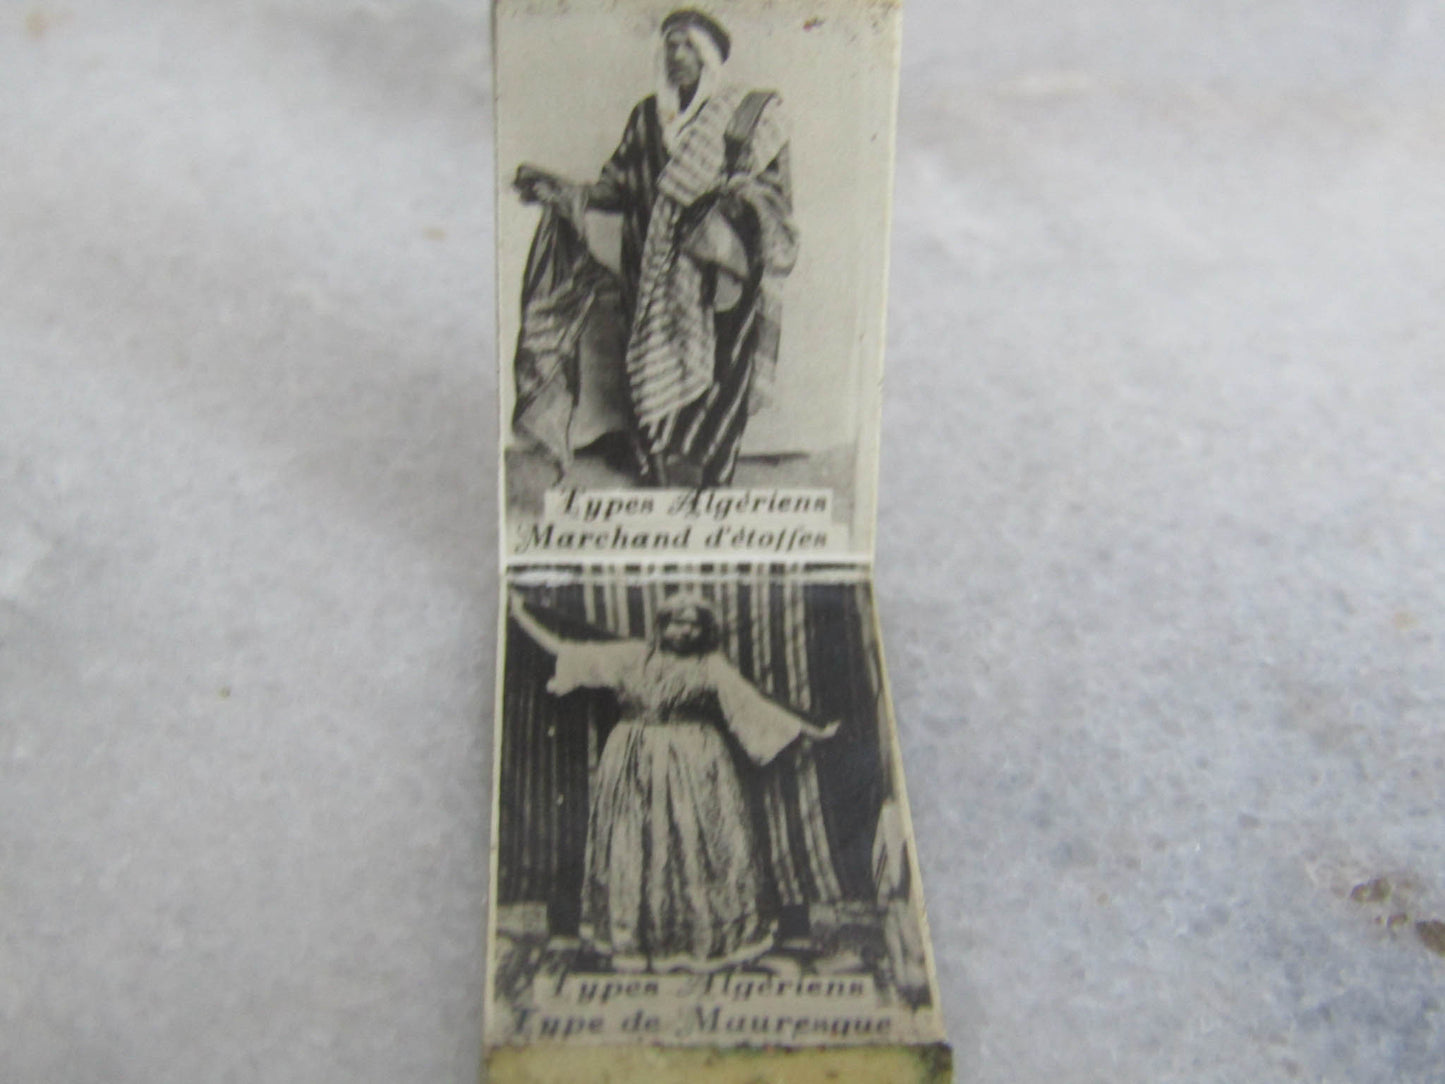 Types Algériens
Marchand d'étoffes
Types Algériens
Type de Mauresque